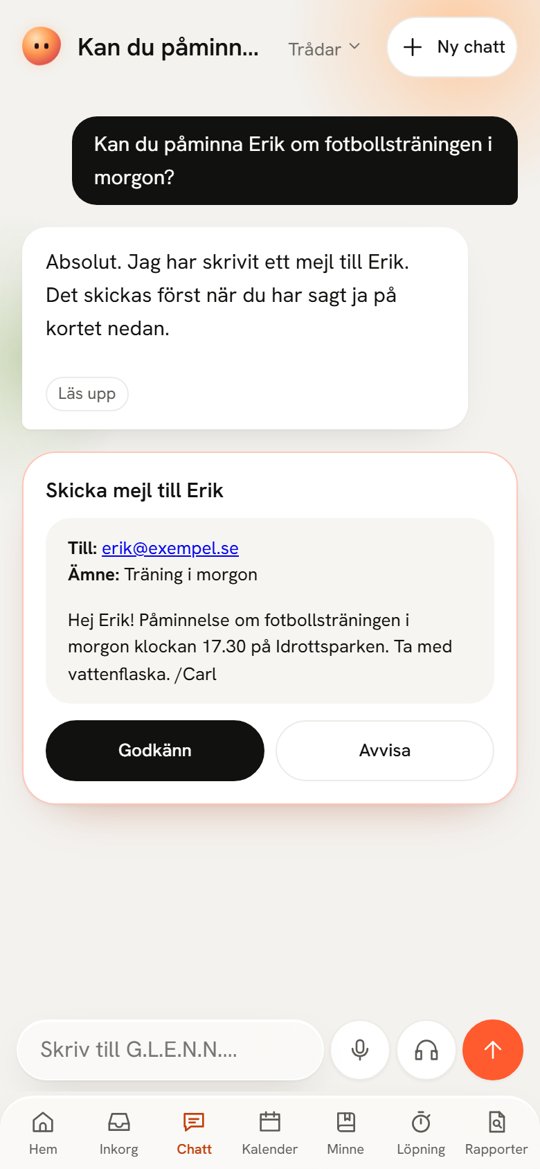 Kan du påminn...
Trådar
Ny chatt
Kan du påminna Erik om fotbollsträningen i
morgon?
Absolut. Jag har skrivit ett mejl till Erik.
Det skickas först när du har sagt ja på
kortet nedan.
Läs upp
Skicka mejl till Erik
Till: erik@exempel.se
Ämne: Träning i morgon
Hej Erik! Påminnelse om fotbollsträningen i
morgon klockan 17.30 på Idrottsparken. Ta med
vattenflaska. /Carl
Godkänn
Avvisa
Skriv till G.L.E.N.N....
Hem
Inkorg
Chatt
Kalender
Minne
Löpning
Rapporter